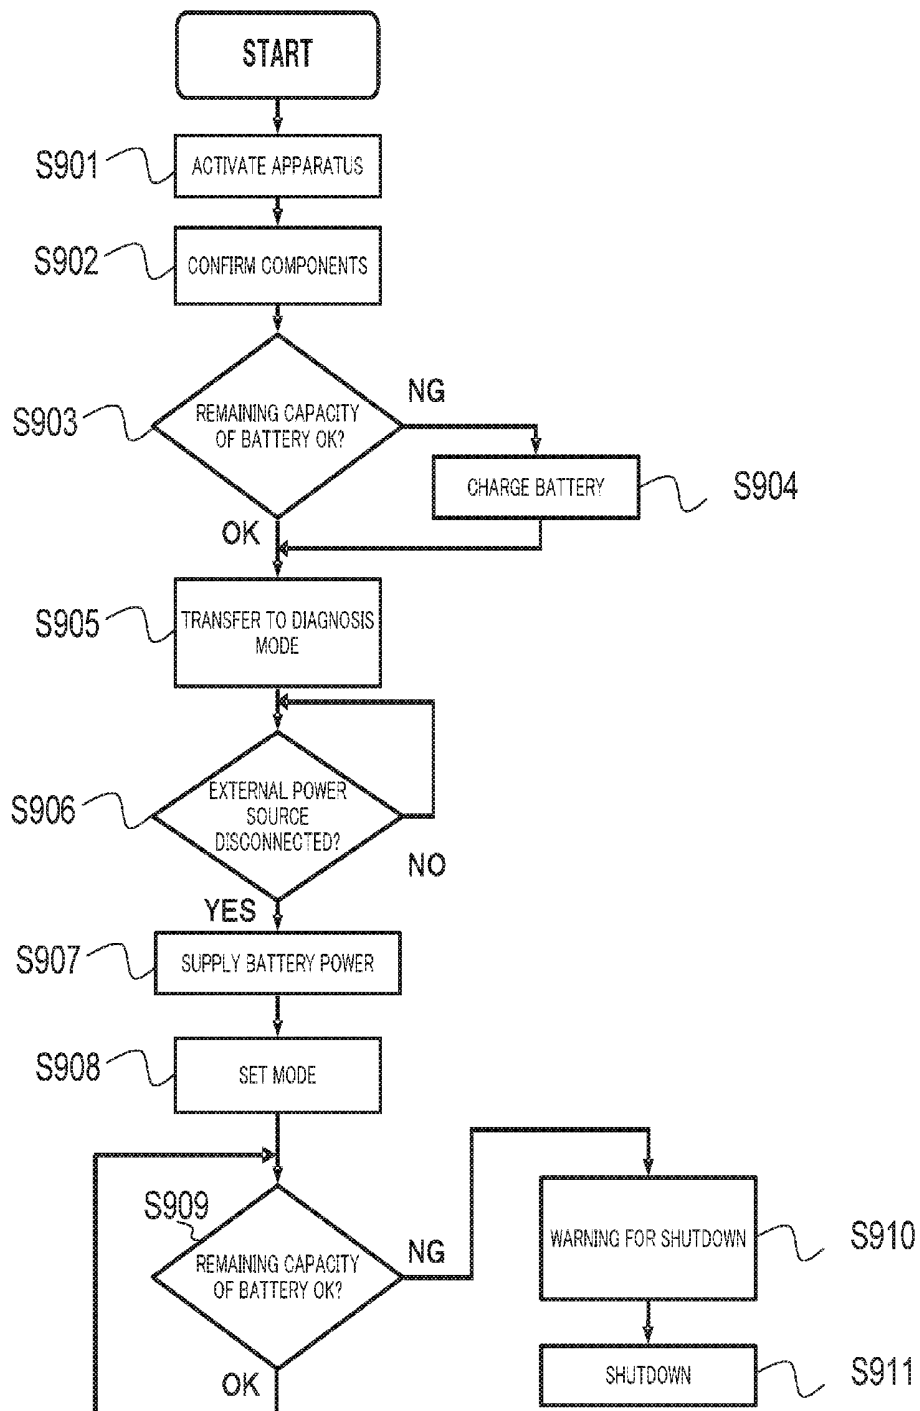 START
S901
ACTIVATE APPARATUS
S902
CONFIRM COMPONENTS
S903
REMAINING CAPACITY
OF BATTERY OK?
NG
CHARGE BATTERY
S904
OK
S905
TRANSFER TO DIAGNOSIS
MODE
S906
EXTERNAL POWER
SOURCE
DISCONNECTED?
NO
YES
S907
SUPPLY BATTERY POWER
S908
SET MODE
S909
REMAINING CAPACITY
OF BATTERY OK?
NG
WARNING FOR SHUTDOWN
S910
OK
SHUTDOWN
S911